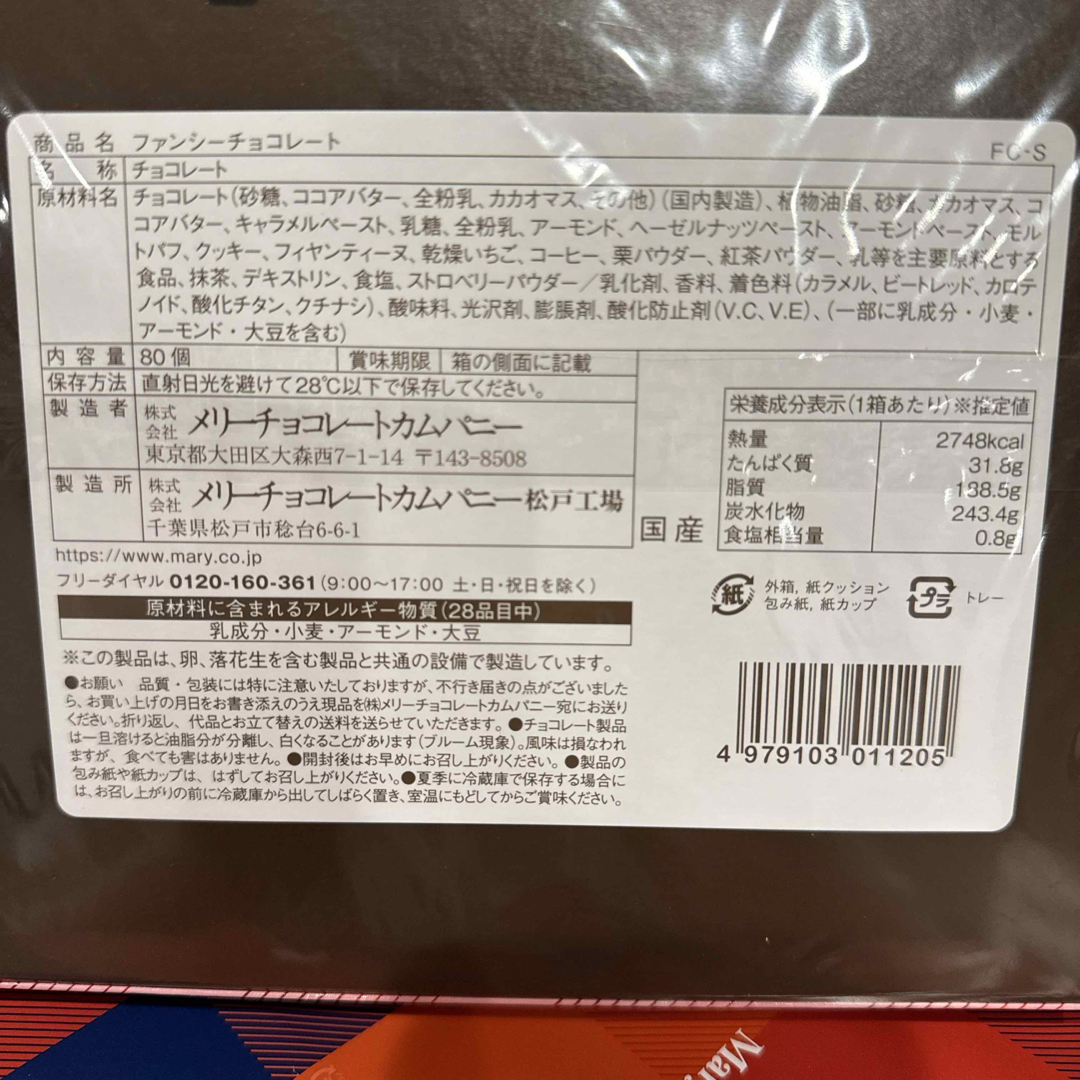 商品名 ファンシーチョコレート FC-S
名称 チョコレート
原材料名 チョコレート(砂糖、ココアバター、全粉乳、カカオマス、その他)(国内製造)、植物油脂、砂糖、カカオマス、コ
コアバター、キャラメルペースト、乳糖、全粉乳、アーモンド、ヘーゼルナッツペースト、アーモンドペースト、モル
トパフ、クッキー、フィヤンティーヌ、乾燥いちご、コーヒー、栗パウダー、紅茶パウダー、乳等を主要原料とする
食品、抹茶、デキストリン、食塩、ストロベリーパウダー/乳化剤、香料、着色料(カラメル、ビートレッド、カロテ
ノイド、酸化チタン、クチナシ)、酸味料、光沢剤、膨脹剤、酸化防止剤(V.C、V.E)、(一部に乳成分・小麦・
アーモンド・大豆を含む)
内容量 80個 賞味期限 箱の側面に記載
保存方法 直射日光を避けて28℃以下で保存してください。
製造者 株式会社 メリーチョコレートカムパニー
東京都大田区大森西7-1-14 〒143-8508
製造所 株式会社 メリーチョコレートカムパニー松戸工場
千葉県松戸市稔台6-6-1
国産
栄養成分表示(1箱あたり)※推定値
熱量 2748kcal
たんぱく質 31.8g
脂質 188.5g
炭水化物 243.4g
食塩相当量 0.8g
https://www.mary.co.jp
フリーダイヤル 0120-160-361(9:00〜17:00 土・日・祝日を除く)
紙 外箱, 紙クッション
包み紙, 紙カップ
プラ トレー
原材料に含まれるアレルギー物質(28品目中)
乳成分・小麦・アーモンド・大豆
※この製品は、卵、落花生を含む製品と共通の設備で製造しています。
●お願い 品質・包装には特に注意いたしておりますが、不行き届きの点がございました
ら、お買い上げの月日をお書き添えのうえ現品を㈱メリーチョコレートカムパニー宛にお送り
ください。折り返し、代品とお立て替えの送料を送らせていただきます。●チョコレート製品
は一旦溶けると油脂分が分離し、白くなることがあります(ブルーム現象)。風味は損なわれ
ますが、食べても害はありません。●開封後はお早めにお召し上がりください。●製品の
包み紙や紙カップは、はずしてお召し上がりください。●夏季に冷蔵庫で保存する場合に
は、お召し上がりの前に冷蔵庫から出してしばらく置き、室温にもどしてからご賞味ください。
4 979103 011205
Mary